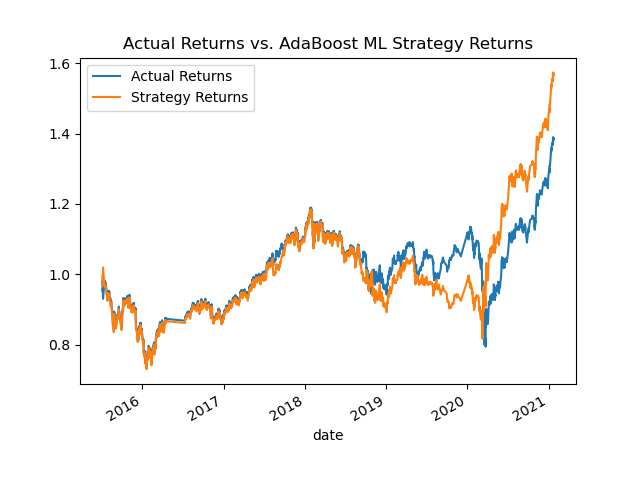 Actual Returns vs. AdaBoost ML Strategy Returns
Actual Returns
Strategy Returns
1.6
1.4
1.2
1.0
0.8
2016
2017
2018
2019
2020
2021
date